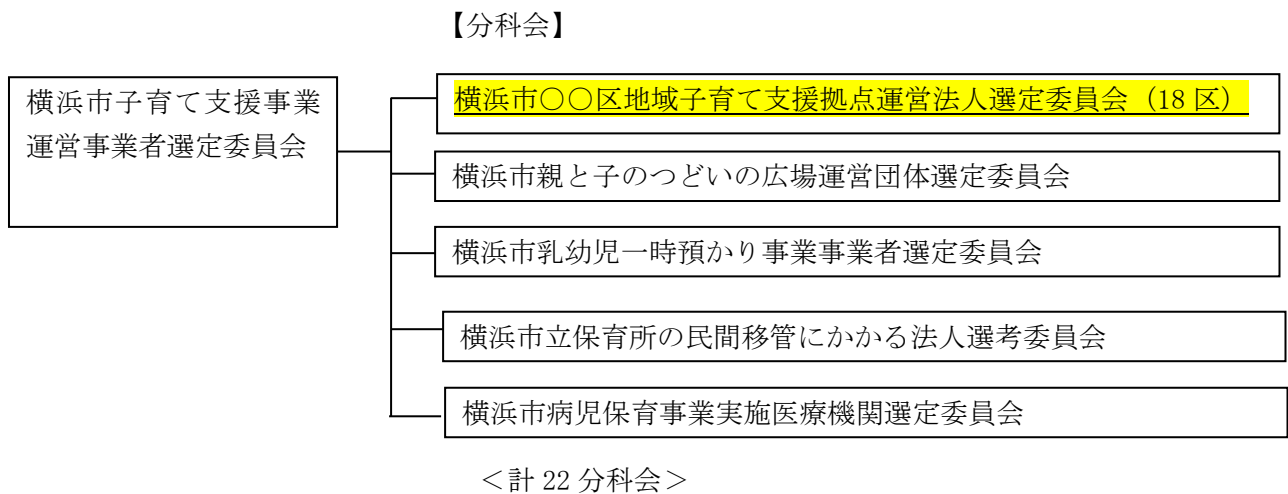 【分科会】
横浜市子育て支援事業
運営事業者選定委員会
横浜市〇〇区地域子育て支援拠点運営法人選定委員会（18 区）
横浜市親と子のつどいの広場運営団体選定委員会
横浜市乳幼児一時預かり事業事業者選定委員会
横浜市立保育所の民間移管にかかる法人選考委員会
横浜市病児保育事業実施医療機関選定委員会
＜計 22 分科会＞